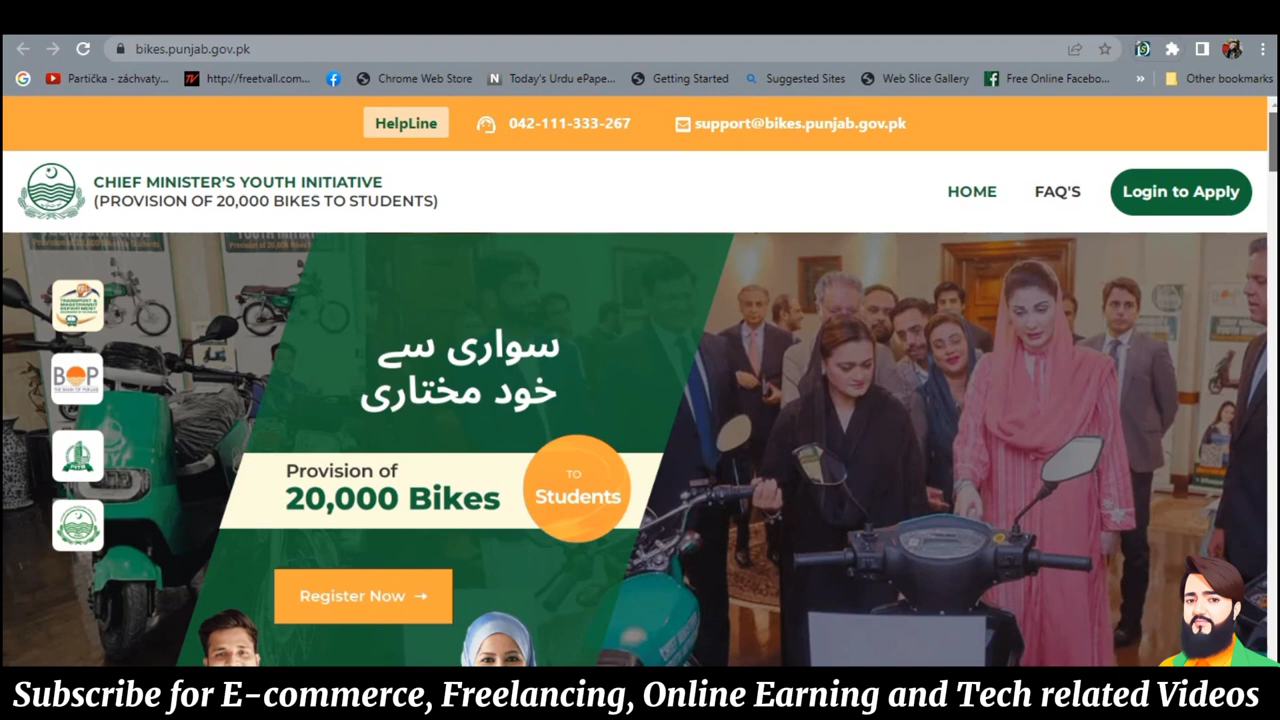 bikes.punjab.gov.pk
Partička - záchvaty...
http://freetvall.com...
Chrome Web Store
Today's Urdu ePape...
Getting Started
Suggested Sites
Web Slice Gallery
Free Online Facebo...
»
Other bookmarks
HelpLine 042-111-333-267 support@bikes.punjab.gov.pk
CHIEF MINISTER'S YOUTH INITIATIVE
(PROVISION OF 20,000 BIKES TO STUDENTS)
HOME FAQ'S Login to Apply
BOP
THE BANK OF PUNJAB
سواری سے
خود مختاری
Provision of
20,000 Bikes
TO
Students
Register Now →
Subscribe for E-commerce, Freelancing, Online Earning and Tech related Videos